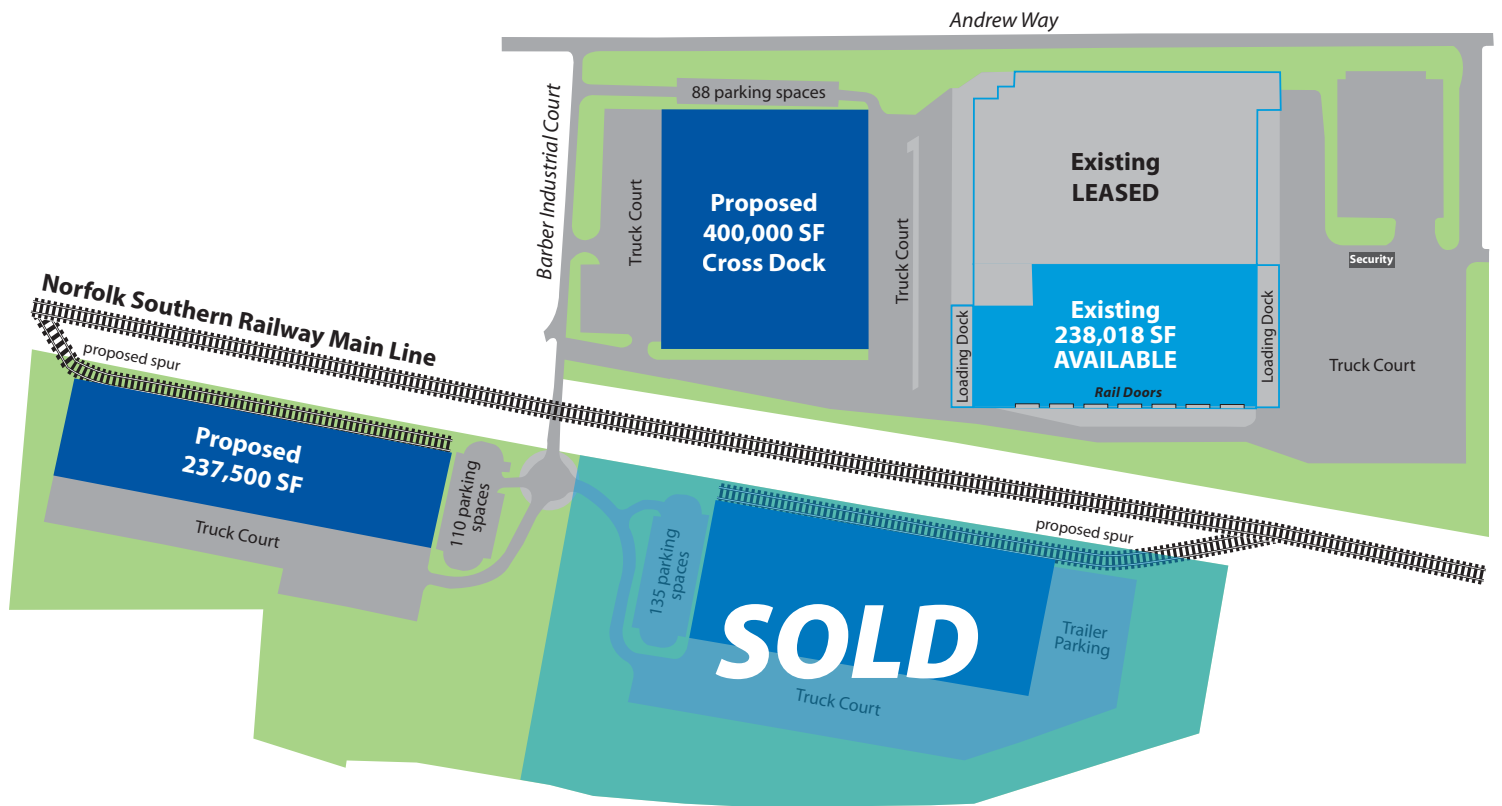 Andrew Way
88 parking spaces
Barber Industrial Court
Truck Court
Proposed
400,000 SF
Cross Dock
Truck Court
Existing
LEASED
Security
Existing
238,018 SF
AVAILABLE
Rail Doors
Loading Dock
Loading Dock
Truck Court
Norfolk Southern Railway Main Line
proposed spur
Proposed
237,500 SF
Truck Court
110 parking
spaces
proposed spur
135 parking
spaces
SOLD
Trailer
Parking
Truck Court